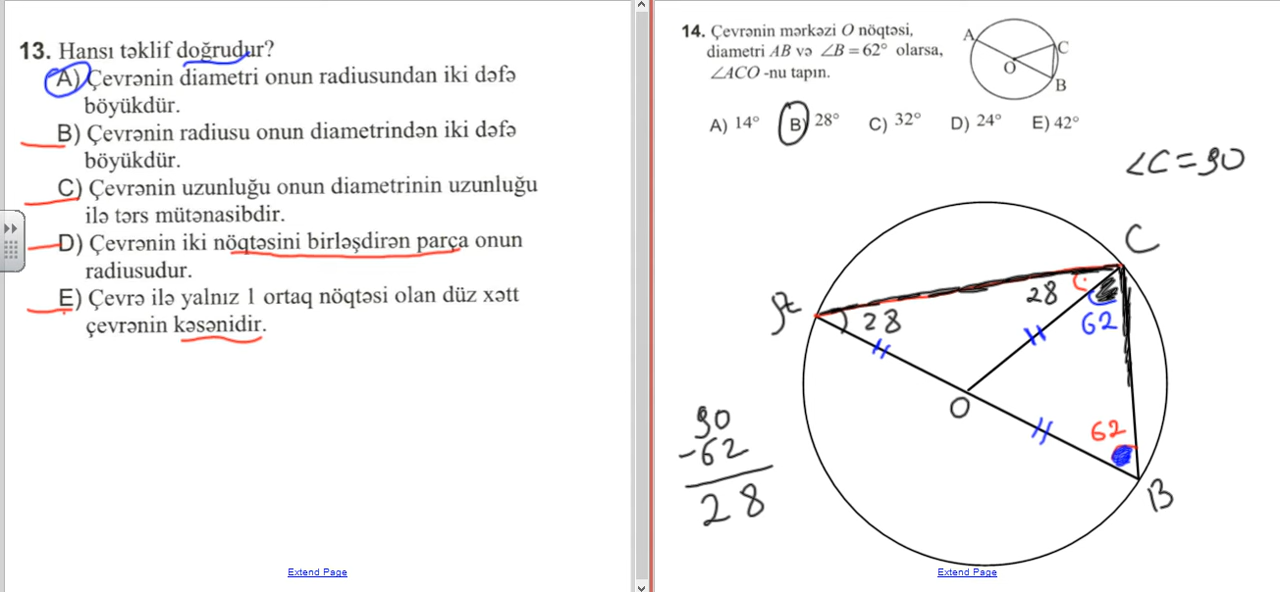 13. Hansı təklif doğrudur?
A) Çevrənin diametri onun radiusundan iki dəfə
böyükdür.
B) Çevrənin radiusu onun diametrindən iki dəfə
böyükdür.
C) Çevrənin uzunluğu onun diametrinin uzunluğu
ilə tərs mütənasibdir.
D) Çevrənin iki nöqtəsini birləşdirən parça onun
radiusudur.
E) Çevrə ilə yalnız 1 ortaq nöqtəsi olan düz xətt
çevrənin kəsənidir.
Extend Page
14. Çevrənin mərkəzi O nöqtəsi,
diametri AB və ∠B = 62° olarsa,
∠ACO -nu tapın.
A
C
O
B
A) 14° B) 28° C) 32° D) 24° E) 42°
∠C=90
C
A
28
28
62
O
62
B
90
-62
28
Extend Page